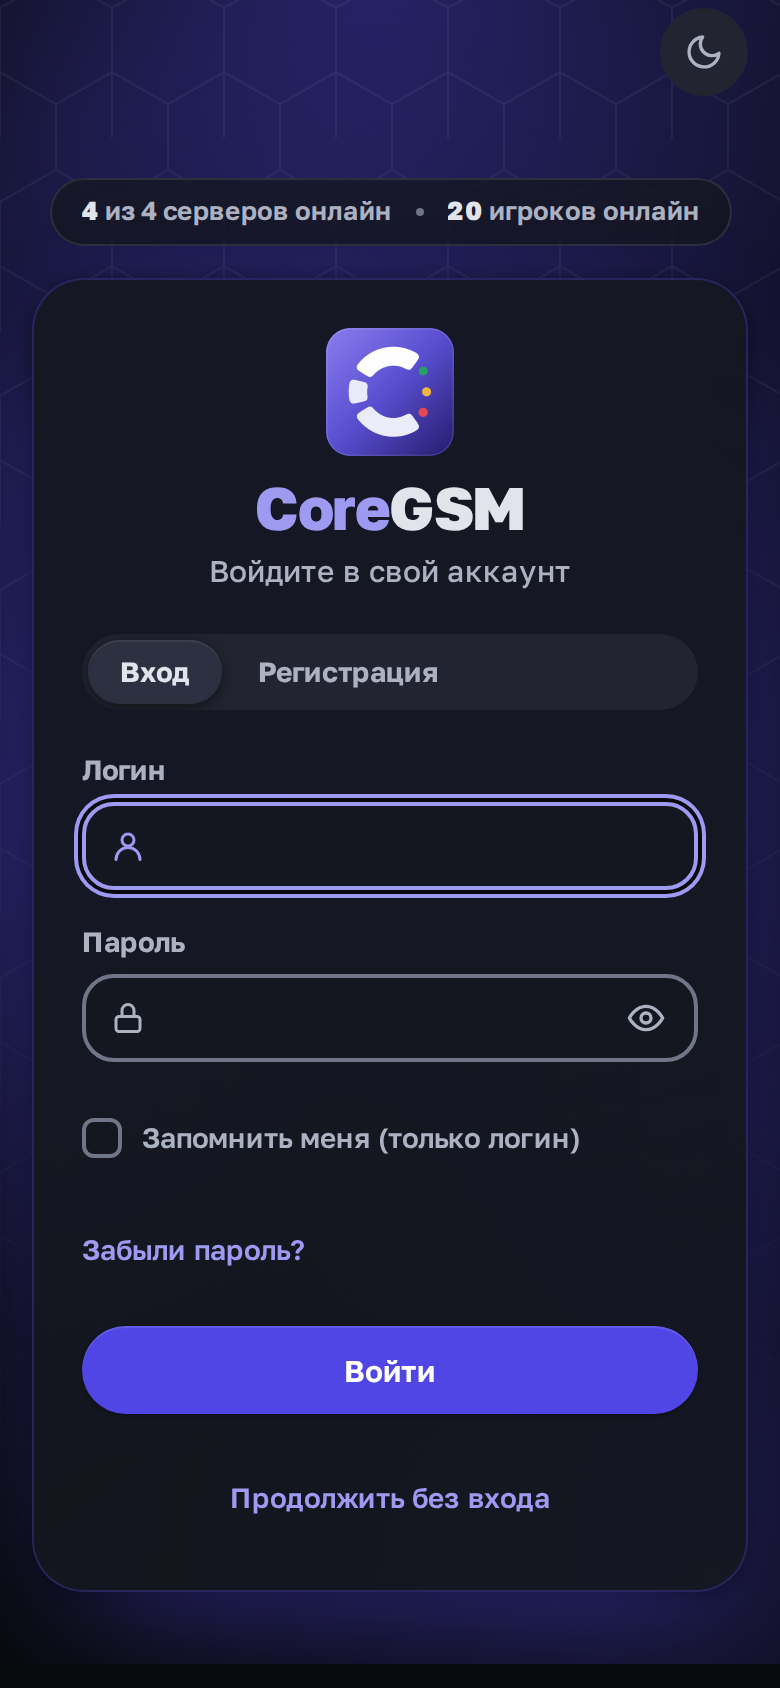 4 из 4 серверов онлайн • 20 игроков онлайн
CoreGSM
Войдите в свой аккаунт
Вход Регистрация
Логин
Пароль
Запомнить меня (только логин)
Забыли пароль?
Войти
Продолжить без входа